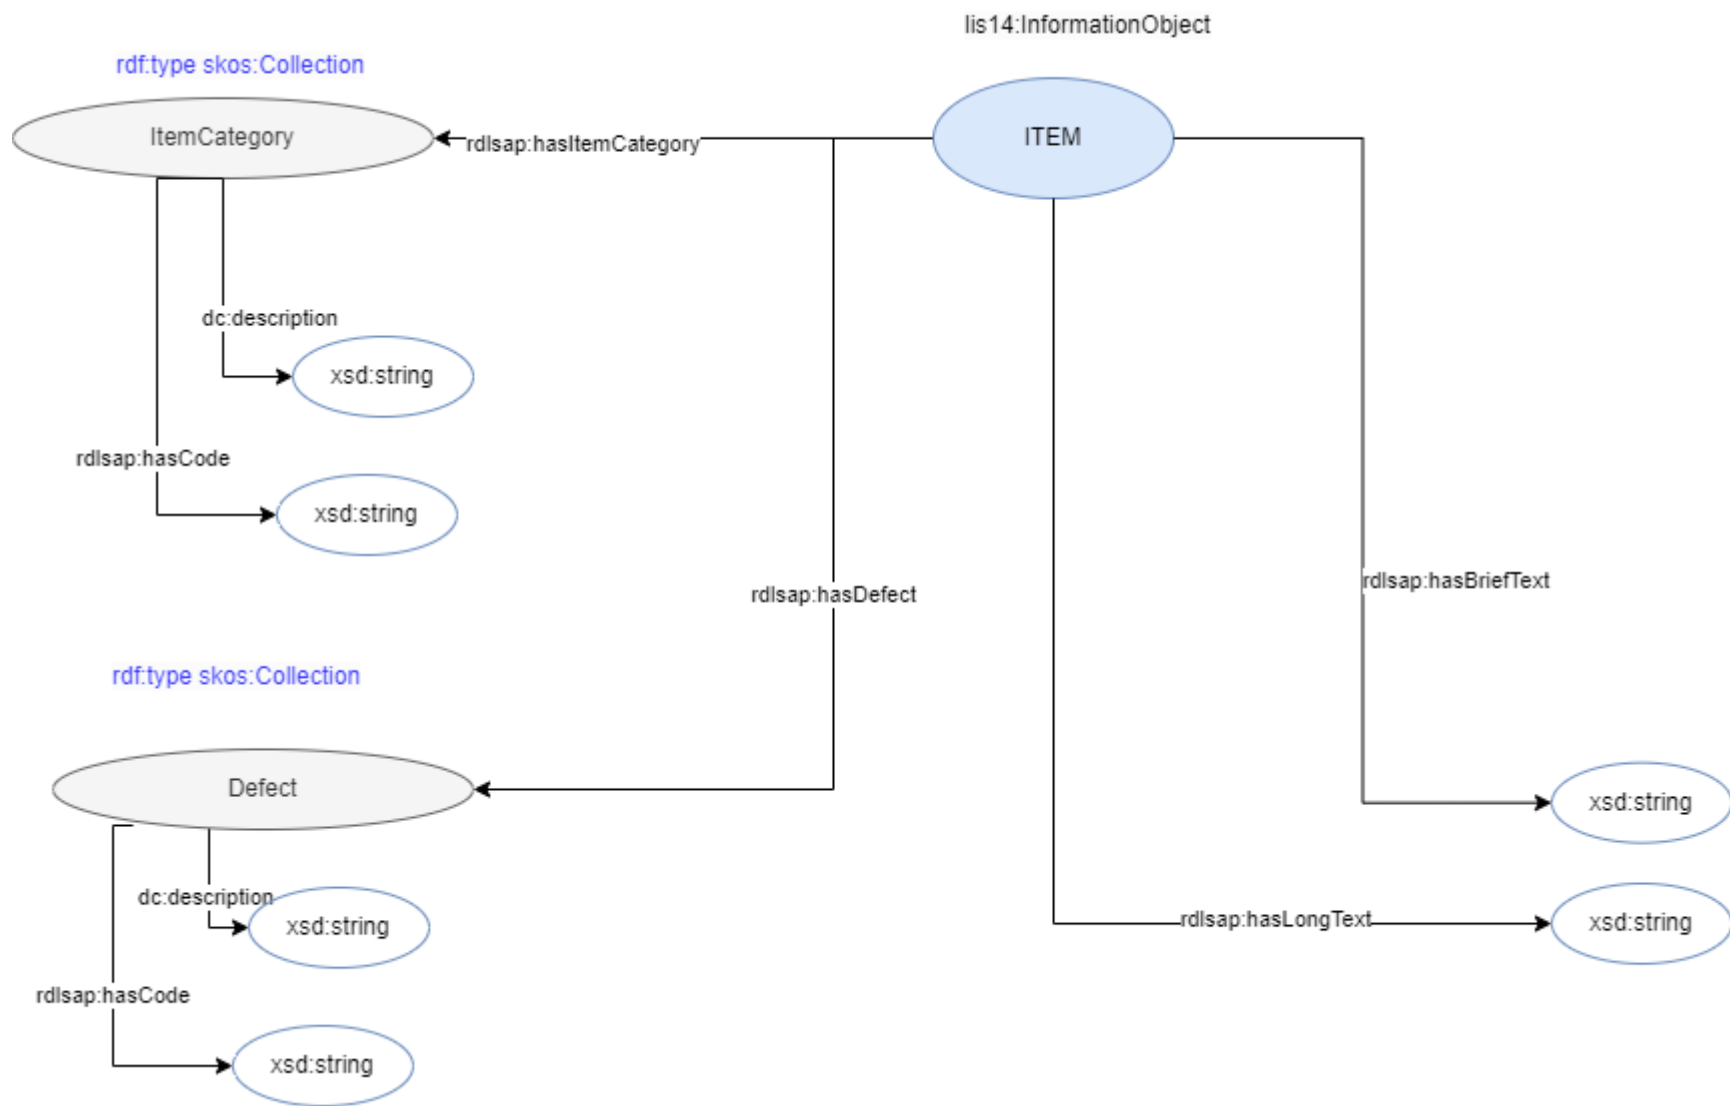 lis14:InformationObject
rdf:type skos:Collection
ItemCategory
rdlsap:hasItemCategory
ITEM
dc:description
xsd:string
rdlsap:hasCode
xsd:string
rdlsap:hasBriefText
rdlsap:hasDefect
rdf:type skos:Collection
Defect
xsd:string
dc:description
xsd:string
rdlsap:hasLongText
xsd:string
rdlsap:hasCode
xsd:string